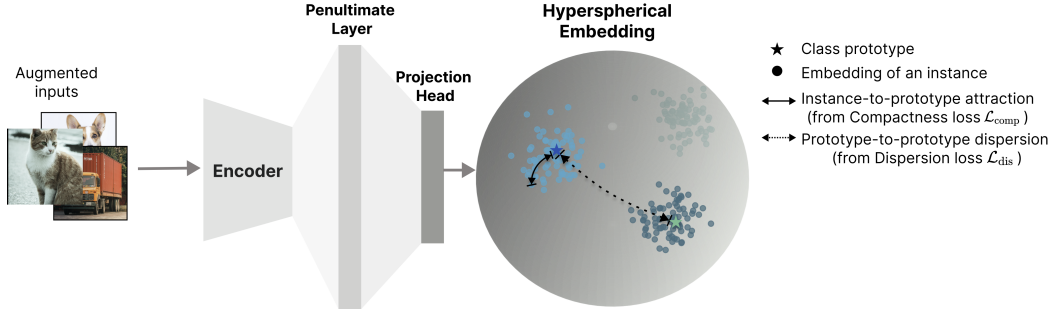 Augmented
inputs
Encoder
Penultimate
Layer
Projection
Head
Hyperspherical
Embedding
Class prototype
Embedding of an instance
Instance-to-prototype attraction
(from Compactness loss ℒcomp )
Prototype-to-prototype dispersion
(from Dispersion loss ℒdis )